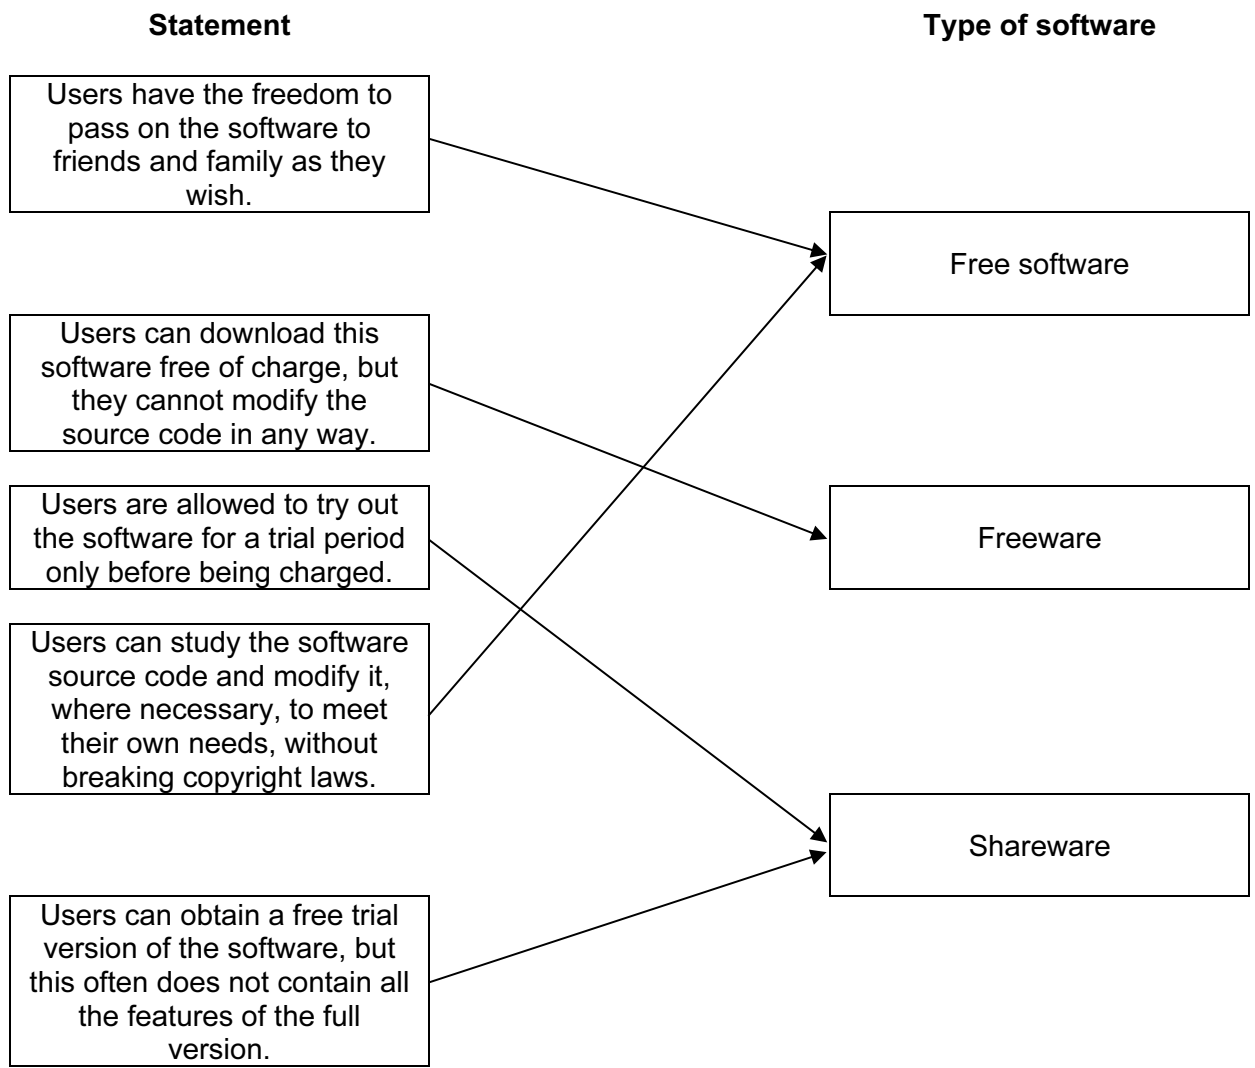 Statement
Type of software
Users have the freedom to
pass on the software to
friends and family as they
wish.
Free software
Users can download this
software free of charge, but
they cannot modify the
source code in any way.
Users are allowed to try out
the software for a trial period
only before being charged.
Freeware
Users can study the software
source code and modify it,
where necessary, to meet
their own needs, without
breaking copyright laws.
Shareware
Users can obtain a free trial
version of the software, but
this often does not contain all
the features of the full
version.